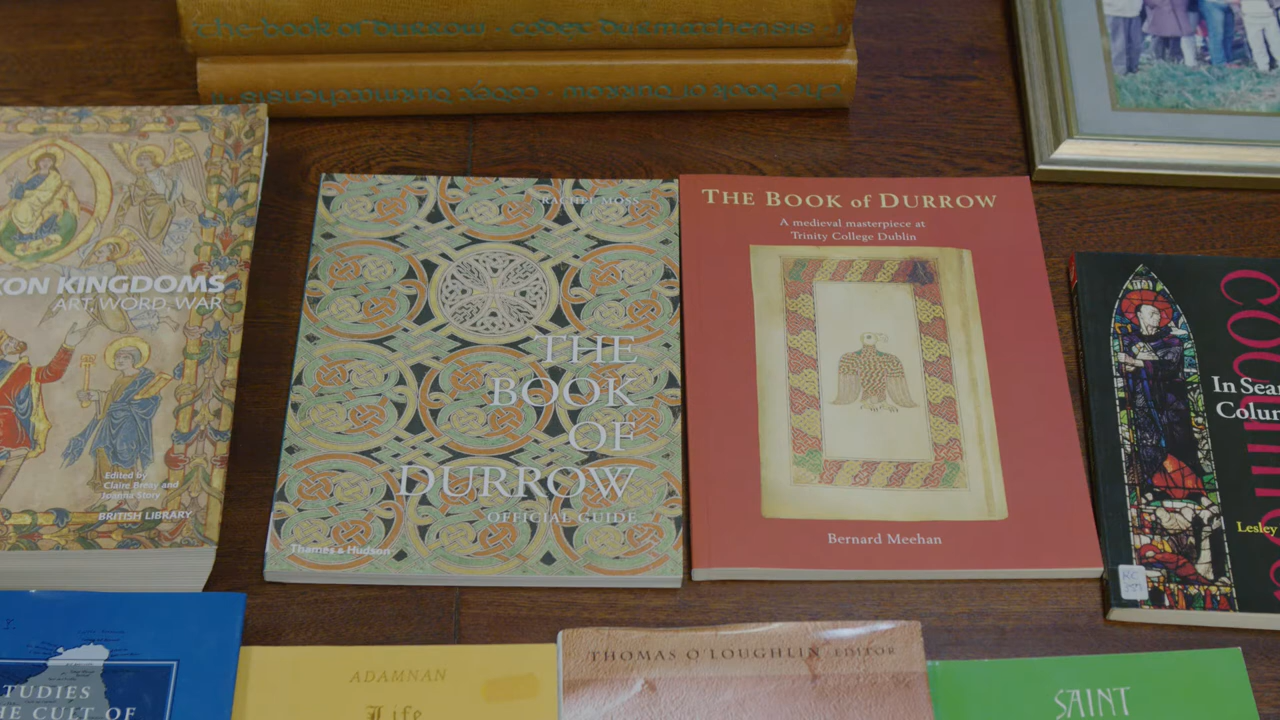 the book of durrow · codex durmachensis · I
the book of durrow · codex durmachensis · II
XON KINGDOMS
ART, WORD, WAR
Edited by
Claire Breay and
Joanna Story
BRITISH LIBRARY
RACHEL MOSS
THE
BOOK
OF
DURROW
OFFICIAL GUIDE
Thames & Hudson
THE BOOK of DURROW
A medieval masterpiece at
Trinity College Dublin
Bernard Meehan
In Sea
Colu
Lesley
TUDIES
HE CULT OF
ADAMNAN
Life
THOMAS O'LOUGHLIN EDITOR
SAINT